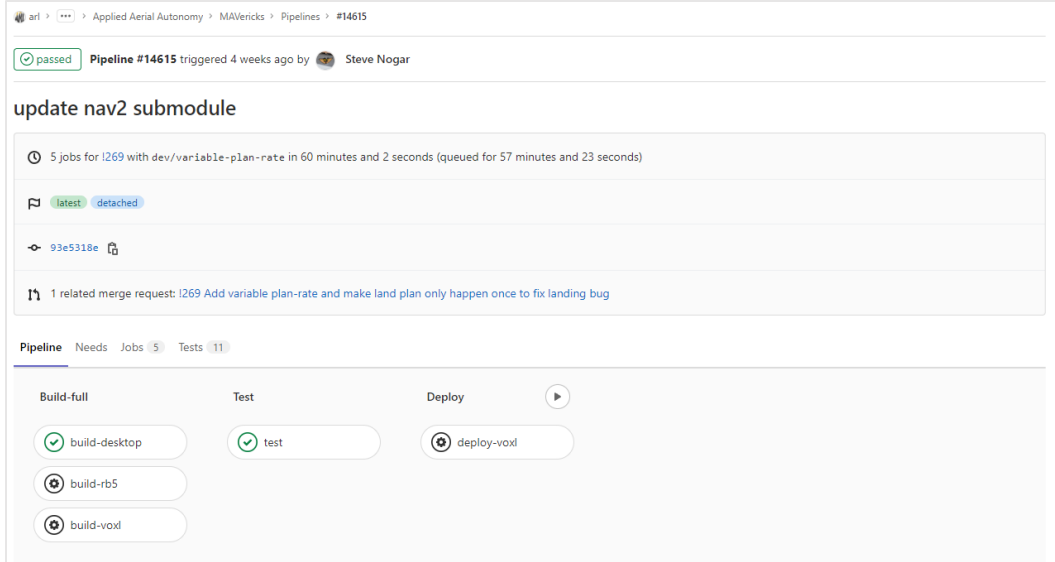 arl > ... > Applied Aerial Autonomy > MAVericks > Pipelines > #14615
passed Pipeline #14615 triggered 4 weeks ago by Steve Nogar
update nav2 submodule
5 jobs for !269 with dev/variable-plan-rate in 60 minutes and 2 seconds (queued for 57 minutes and 23 seconds)
latest detached
93e5318e
1 related merge request: !269 Add variable plan-rate and make land plan only happen once to fix landing bug
Pipeline Needs Jobs 5 Tests 11
Build-full Test Deploy
build-desktop test deploy-voxl
build-rb5
build-voxl